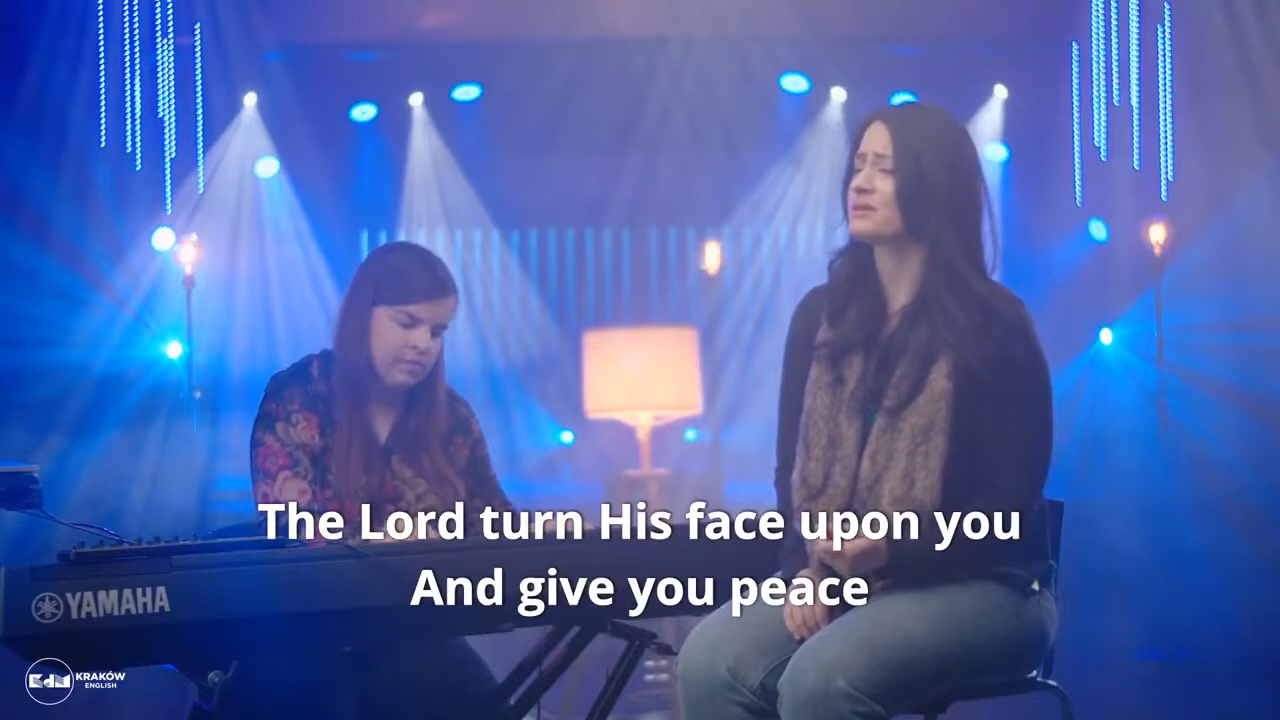 The Lord turn His face upon you
And give you peace
YAMAHA
KRAKÓW
ENGLISH